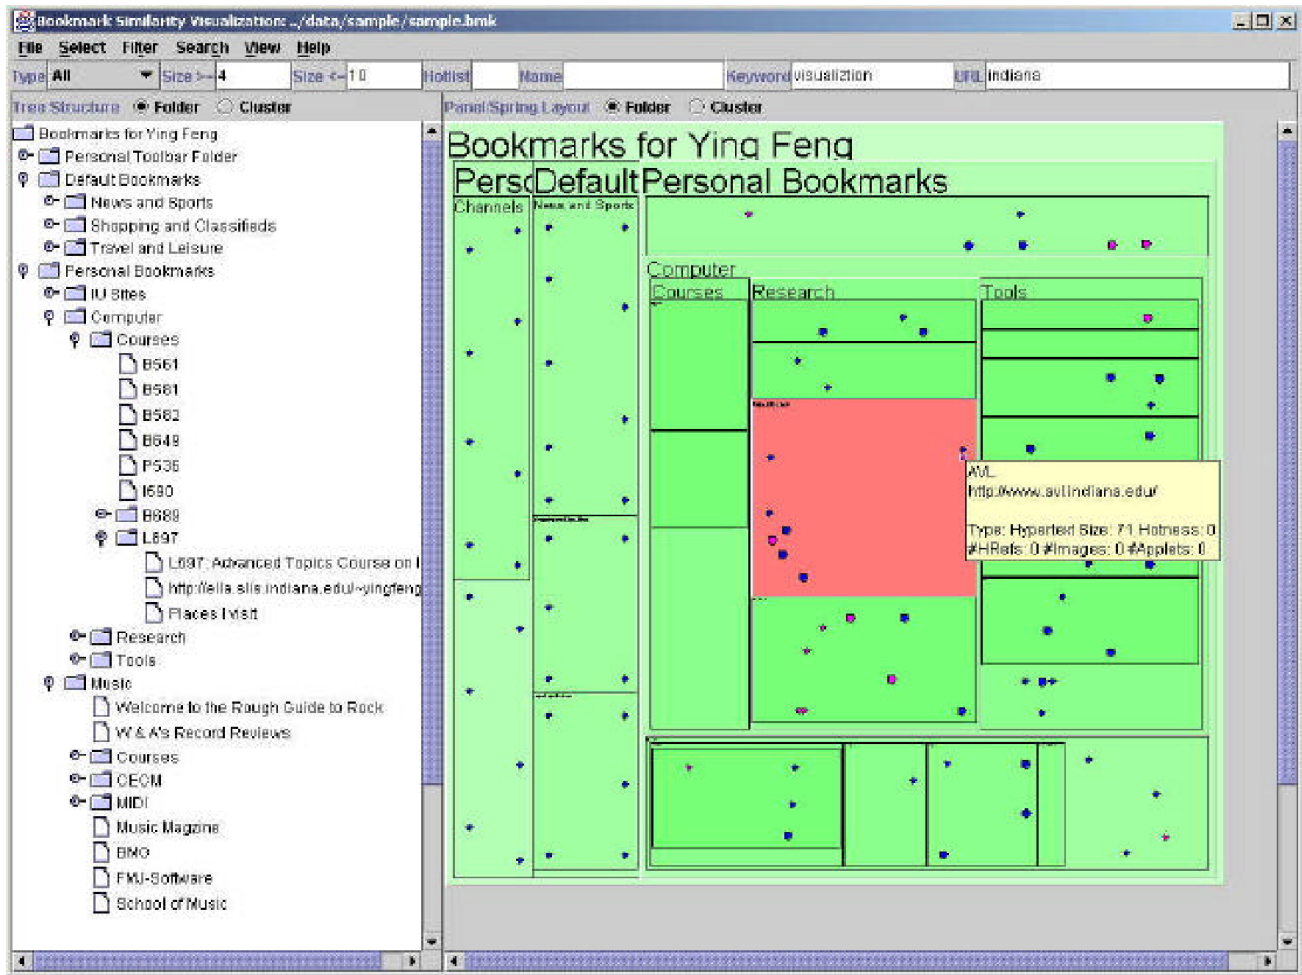 Bookmark Similarity Visualization: ../data/sample/sample.bmk
File Select Filter Search View Help
Type All Size >= 4 Size <= 10 Hotlist Name Keyword visualiztion URL indiana
Tree Structure Folder Cluster
Panel/Spring Layout Folder Cluster
Bookmarks for Ying Feng
Personal Toolbar Folder
Default Bookmarks
News and Sports
Shopping and Classifieds
Travel and Leisure
Personal Bookmarks
IU Sites
Computer
Courses
B561
B581
B582
B649
P536
I590
B689
L697
L697: Advanced Topics Course on I
http://ella.slis.indiana.edu/~yingfeng
Places I visit
Research
Tools
Music
Welcome to the Rough Guide to Rock
W & A's Record Reviews
Courses
CECM
MIDI
Music Magzine
BMG
FMJ-Software
School of Music
Bookmarks for Ying Feng
Perso Default Personal Bookmarks
Channels News and Sports
Computer
Courses Research Tools
AVL
http://www.avl.indiana.edu/
Type: Hypertext Size: 71 Hotness: 0
#HRefs: 0 #Images: 0 #Applets: 0